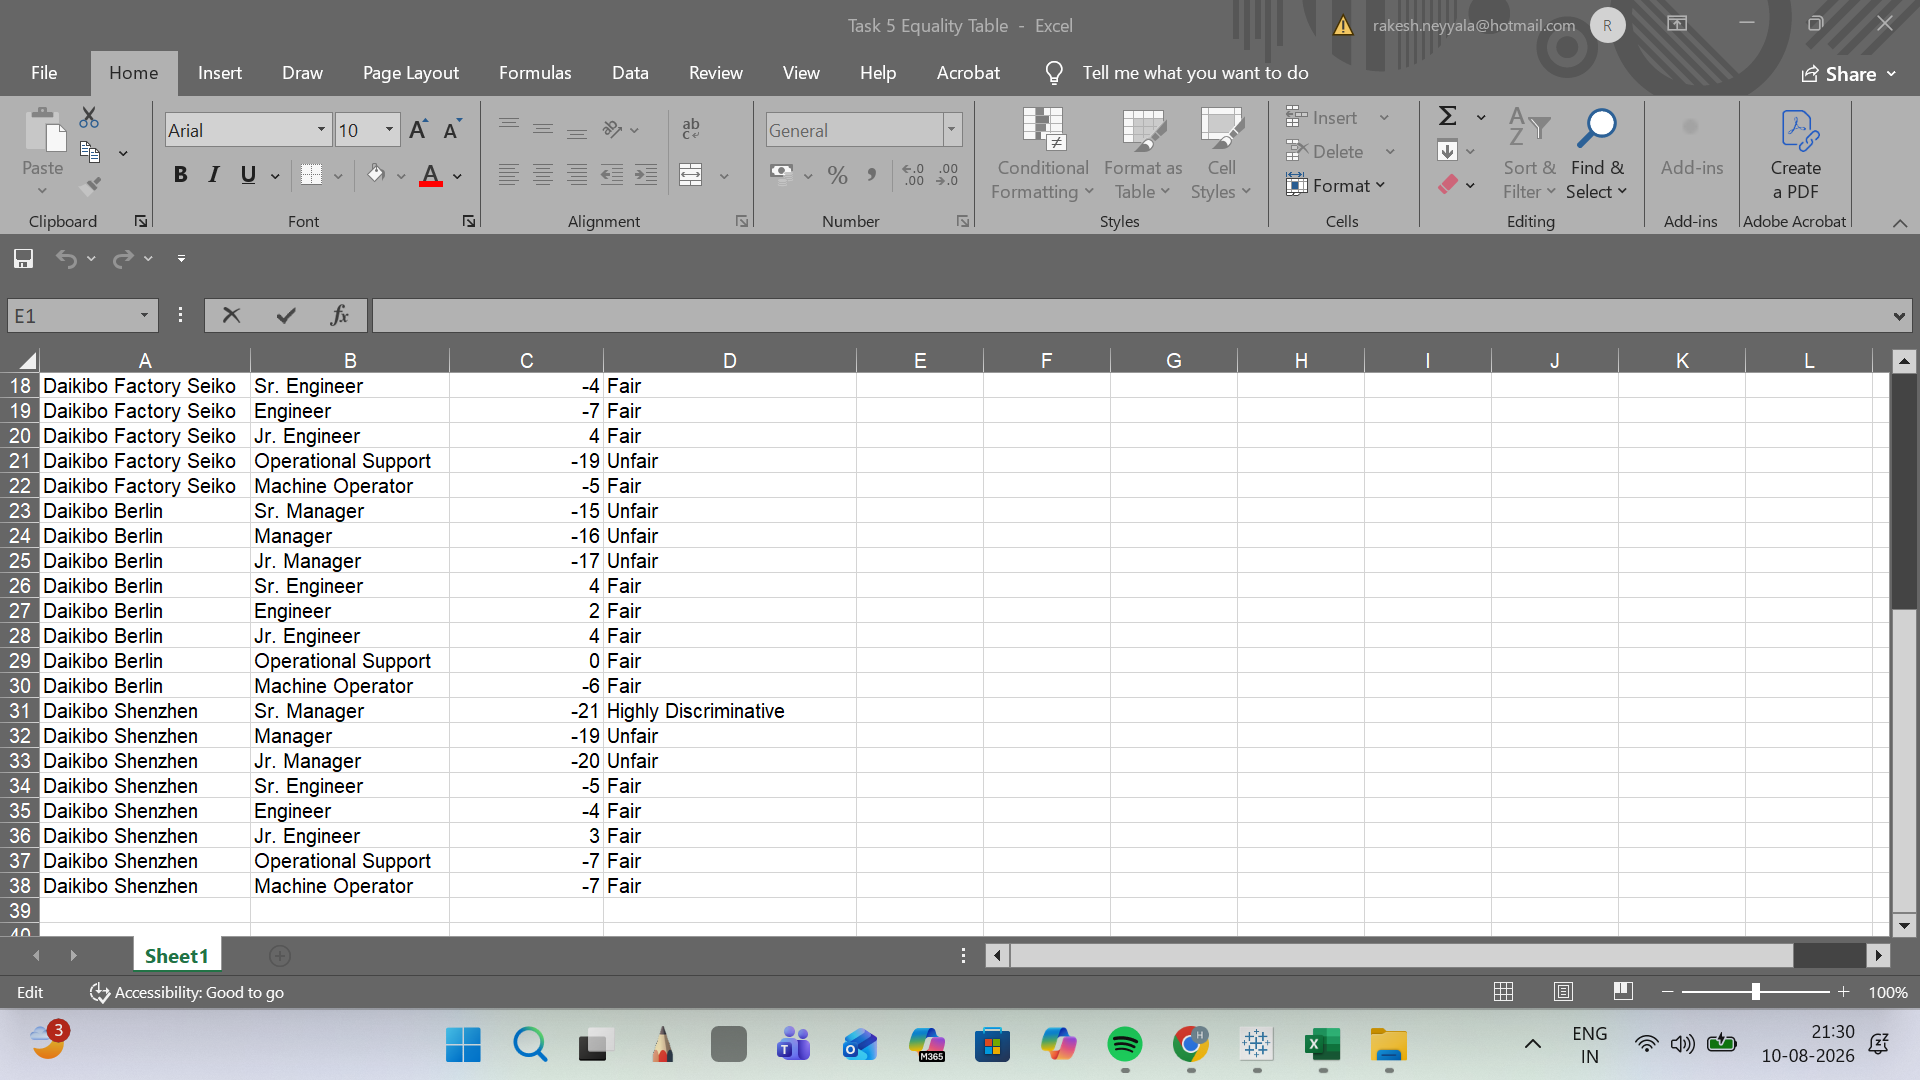 Task 5 Equality Table - Excel
rakesh.neyyala@hotmail.com
R
File Home Insert Draw Page Layout Formulas Data Review View Help Acrobat Tell me what you want to do Share
Paste
Clipboard
Arial 10
B I U
Font
ab
Alignment
General
%
Number
Conditional Formatting
Format as Table
Cell Styles
Styles
Insert
Delete
Format
Cells
Sort & Filter
Find & Select
Editing
Add-ins
Add-ins
Create a PDF
Adobe Acrobat
E1
fx
A B C D E F G H I J K L
18 Daikibo Factory Seiko Sr. Engineer -4 Fair
19 Daikibo Factory Seiko Engineer -7 Fair
20 Daikibo Factory Seiko Jr. Engineer 4 Fair
21 Daikibo Factory Seiko Operational Support -19 Unfair
22 Daikibo Factory Seiko Machine Operator -5 Fair
23 Daikibo Berlin Sr. Manager -15 Unfair
24 Daikibo Berlin Manager -16 Unfair
25 Daikibo Berlin Jr. Manager -17 Unfair
26 Daikibo Berlin Sr. Engineer 4 Fair
27 Daikibo Berlin Engineer 2 Fair
28 Daikibo Berlin Jr. Engineer 4 Fair
29 Daikibo Berlin Operational Support 0 Fair
30 Daikibo Berlin Machine Operator -6 Fair
31 Daikibo Shenzhen Sr. Manager -21 Highly Discriminative
32 Daikibo Shenzhen Manager -19 Unfair
33 Daikibo Shenzhen Jr. Manager -20 Unfair
34 Daikibo Shenzhen Sr. Engineer -5 Fair
35 Daikibo Shenzhen Engineer -4 Fair
36 Daikibo Shenzhen Jr. Engineer 3 Fair
37 Daikibo Shenzhen Operational Support -7 Fair
38 Daikibo Shenzhen Machine Operator -7 Fair
39
40
Sheet1
Edit
Accessibility: Good to go
100%
3
M365
ENG
IN
21:30
10-08-2026